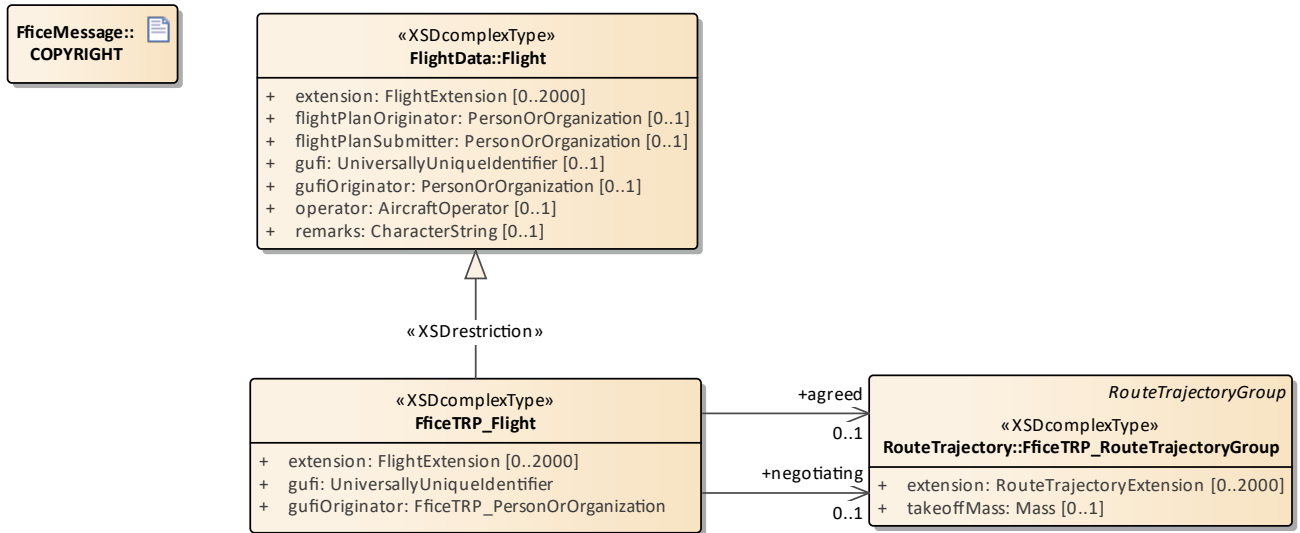 FficeMessage::
COPYRIGHT
«XSDcomplexType»
FlightData::Flight
+ extension: FlightExtension [0..2000]
+ flightPlanOriginator: PersonOrOrganization [0..1]
+ flightPlanSubmitter: PersonOrOrganization [0..1]
+ gufi: UniversallyUniqueIdentifier [0..1]
+ gufiOriginator: PersonOrOrganization [0..1]
+ operator: AircraftOperator [0..1]
+ remarks: CharacterString [0..1]
«XSDrestriction»
«XSDcomplexType»
FficeTRP_Flight
+ extension: FlightExtension [0..2000]
+ gufi: UniversallyUniqueIdentifier
+ gufiOriginator: FficeTRP_PersonOrOrganization
+agreed
0..1
+negotiating
0..1
RouteTrajectoryGroup
«XSDcomplexType»
RouteTrajectory::FficeTRP_RouteTrajectoryGroup
+ extension: RouteTrajectoryExtension [0..2000]
+ takeoffMass: Mass [0..1]